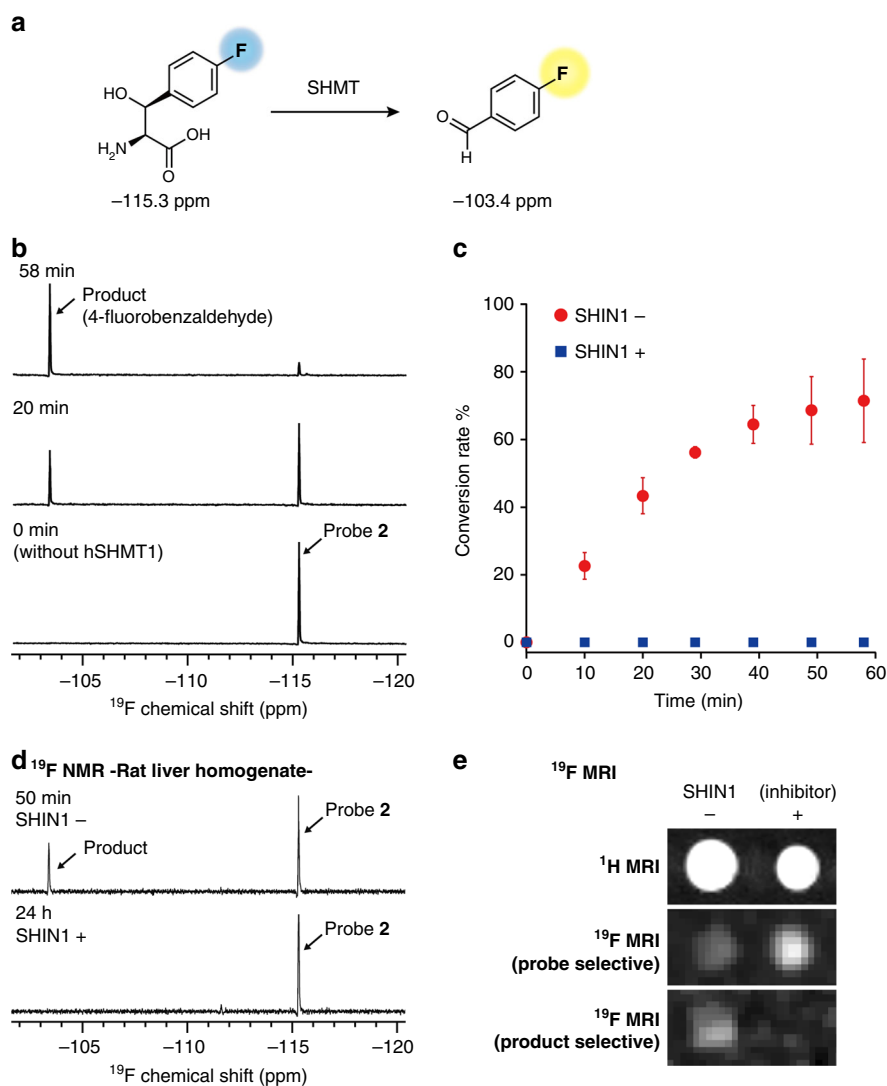 a
F
HO
H₂N
OH
O
−115.3 ppm
SHMT
F
O
H
−103.4 ppm
b
58 min
Product
(4-fluorobenzaldehyde)
20 min
0 min
(without hSHMT1)
Probe 2
−105
−110
−115
−120
¹⁹F chemical shift (ppm)
c
Conversion rate %
100
80
60
40
20
0
SHIN1 −
SHIN1 +
0
10
20
30
40
50
60
Time (min)
d
¹⁹F NMR -Rat liver homogenate-
50 min
SHIN1 −
Product
Probe 2
24 h
SHIN1 +
Probe 2
−105
−110
−115
−120
¹⁹F chemical shift (ppm)
e
¹⁹F MRI
SHIN1 (inhibitor)
− +
¹H MRI
¹⁹F MRI
(probe selective)
¹⁹F MRI
(product selective)